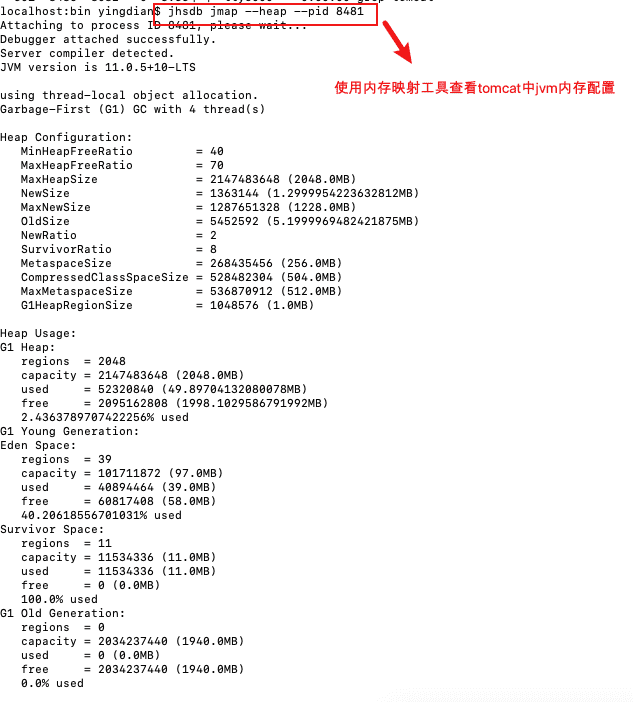 localhost:bin yingdian$ jhsdb jmap --heap --pid 8481
Attaching to process ID 8481, please wait...
Debugger attached successfully.
Server compiler detected.
JVM version is 11.0.5+10-LTS
使用内存映射工具查看tomcat中jvm内存配置
using thread-local object allocation.
Garbage-First (G1) GC with 4 thread(s)
Heap Configuration:
MinHeapFreeRatio = 40
MaxHeapFreeRatio = 70
MaxHeapSize = 2147483648 (2048.0MB)
NewSize = 1363144 (1.2999954223632812MB)
MaxNewSize = 1287651328 (1228.0MB)
OldSize = 5452592 (5.1999969482421875MB)
NewRatio = 2
SurvivorRatio = 8
MetaspaceSize = 268435456 (256.0MB)
CompressedClassSpaceSize = 528482304 (504.0MB)
MaxMetaspaceSize = 536870912 (512.0MB)
G1HeapRegionSize = 1048576 (1.0MB)
Heap Usage:
G1 Heap:
regions = 2048
capacity = 2147483648 (2048.0MB)
used = 52320840 (49.89704132080078MB)
free = 2095162808 (1998.1029586791992MB)
2.4363789707422256% used
G1 Young Generation:
Eden Space:
regions = 39
capacity = 101711872 (97.0MB)
used = 40894464 (39.0MB)
free = 60817408 (58.0MB)
40.20618556701031% used
Survivor Space:
regions = 11
capacity = 11534336 (11.0MB)
used = 11534336 (11.0MB)
free = 0 (0.0MB)
100.0% used
G1 Old Generation:
regions = 0
capacity = 2034237440 (1940.0MB)
used = 0 (0.0MB)
free = 2034237440 (1940.0MB)
0.0% used